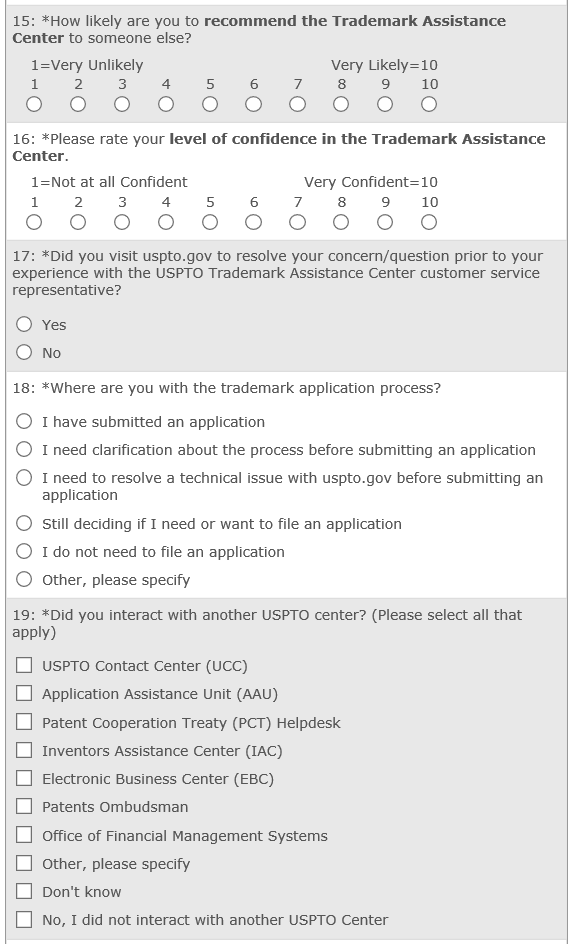 15: *How likely are you to recommend the Trademark Assistance
Center to someone else?
1=Very Unlikely Very Likely=10
1 2 3 4 5 6 7 8 9 10
16: *Please rate your level of confidence in the Trademark Assistance
Center.
1=Not at all Confident Very Confident=10
1 2 3 4 5 6 7 8 9 10
17: *Did you visit uspto.gov to resolve your concern/question prior to your
experience with the USPTO Trademark Assistance Center customer service
representative?
Yes
No
18: *Where are you with the trademark application process?
I have submitted an application
I need clarification about the process before submitting an application
I need to resolve a technical issue with uspto.gov before submitting an
application
Still deciding if I need or want to file an application
I do not need to file an application
Other, please specify
19: *Did you interact with another USPTO center? (Please select all that
apply)
USPTO Contact Center (UCC)
Application Assistance Unit (AAU)
Patent Cooperation Treaty (PCT) Helpdesk
Inventors Assistance Center (IAC)
Electronic Business Center (EBC)
Patents Ombudsman
Office of Financial Management Systems
Other, please specify
Don't know
No, I did not interact with another USPTO Center